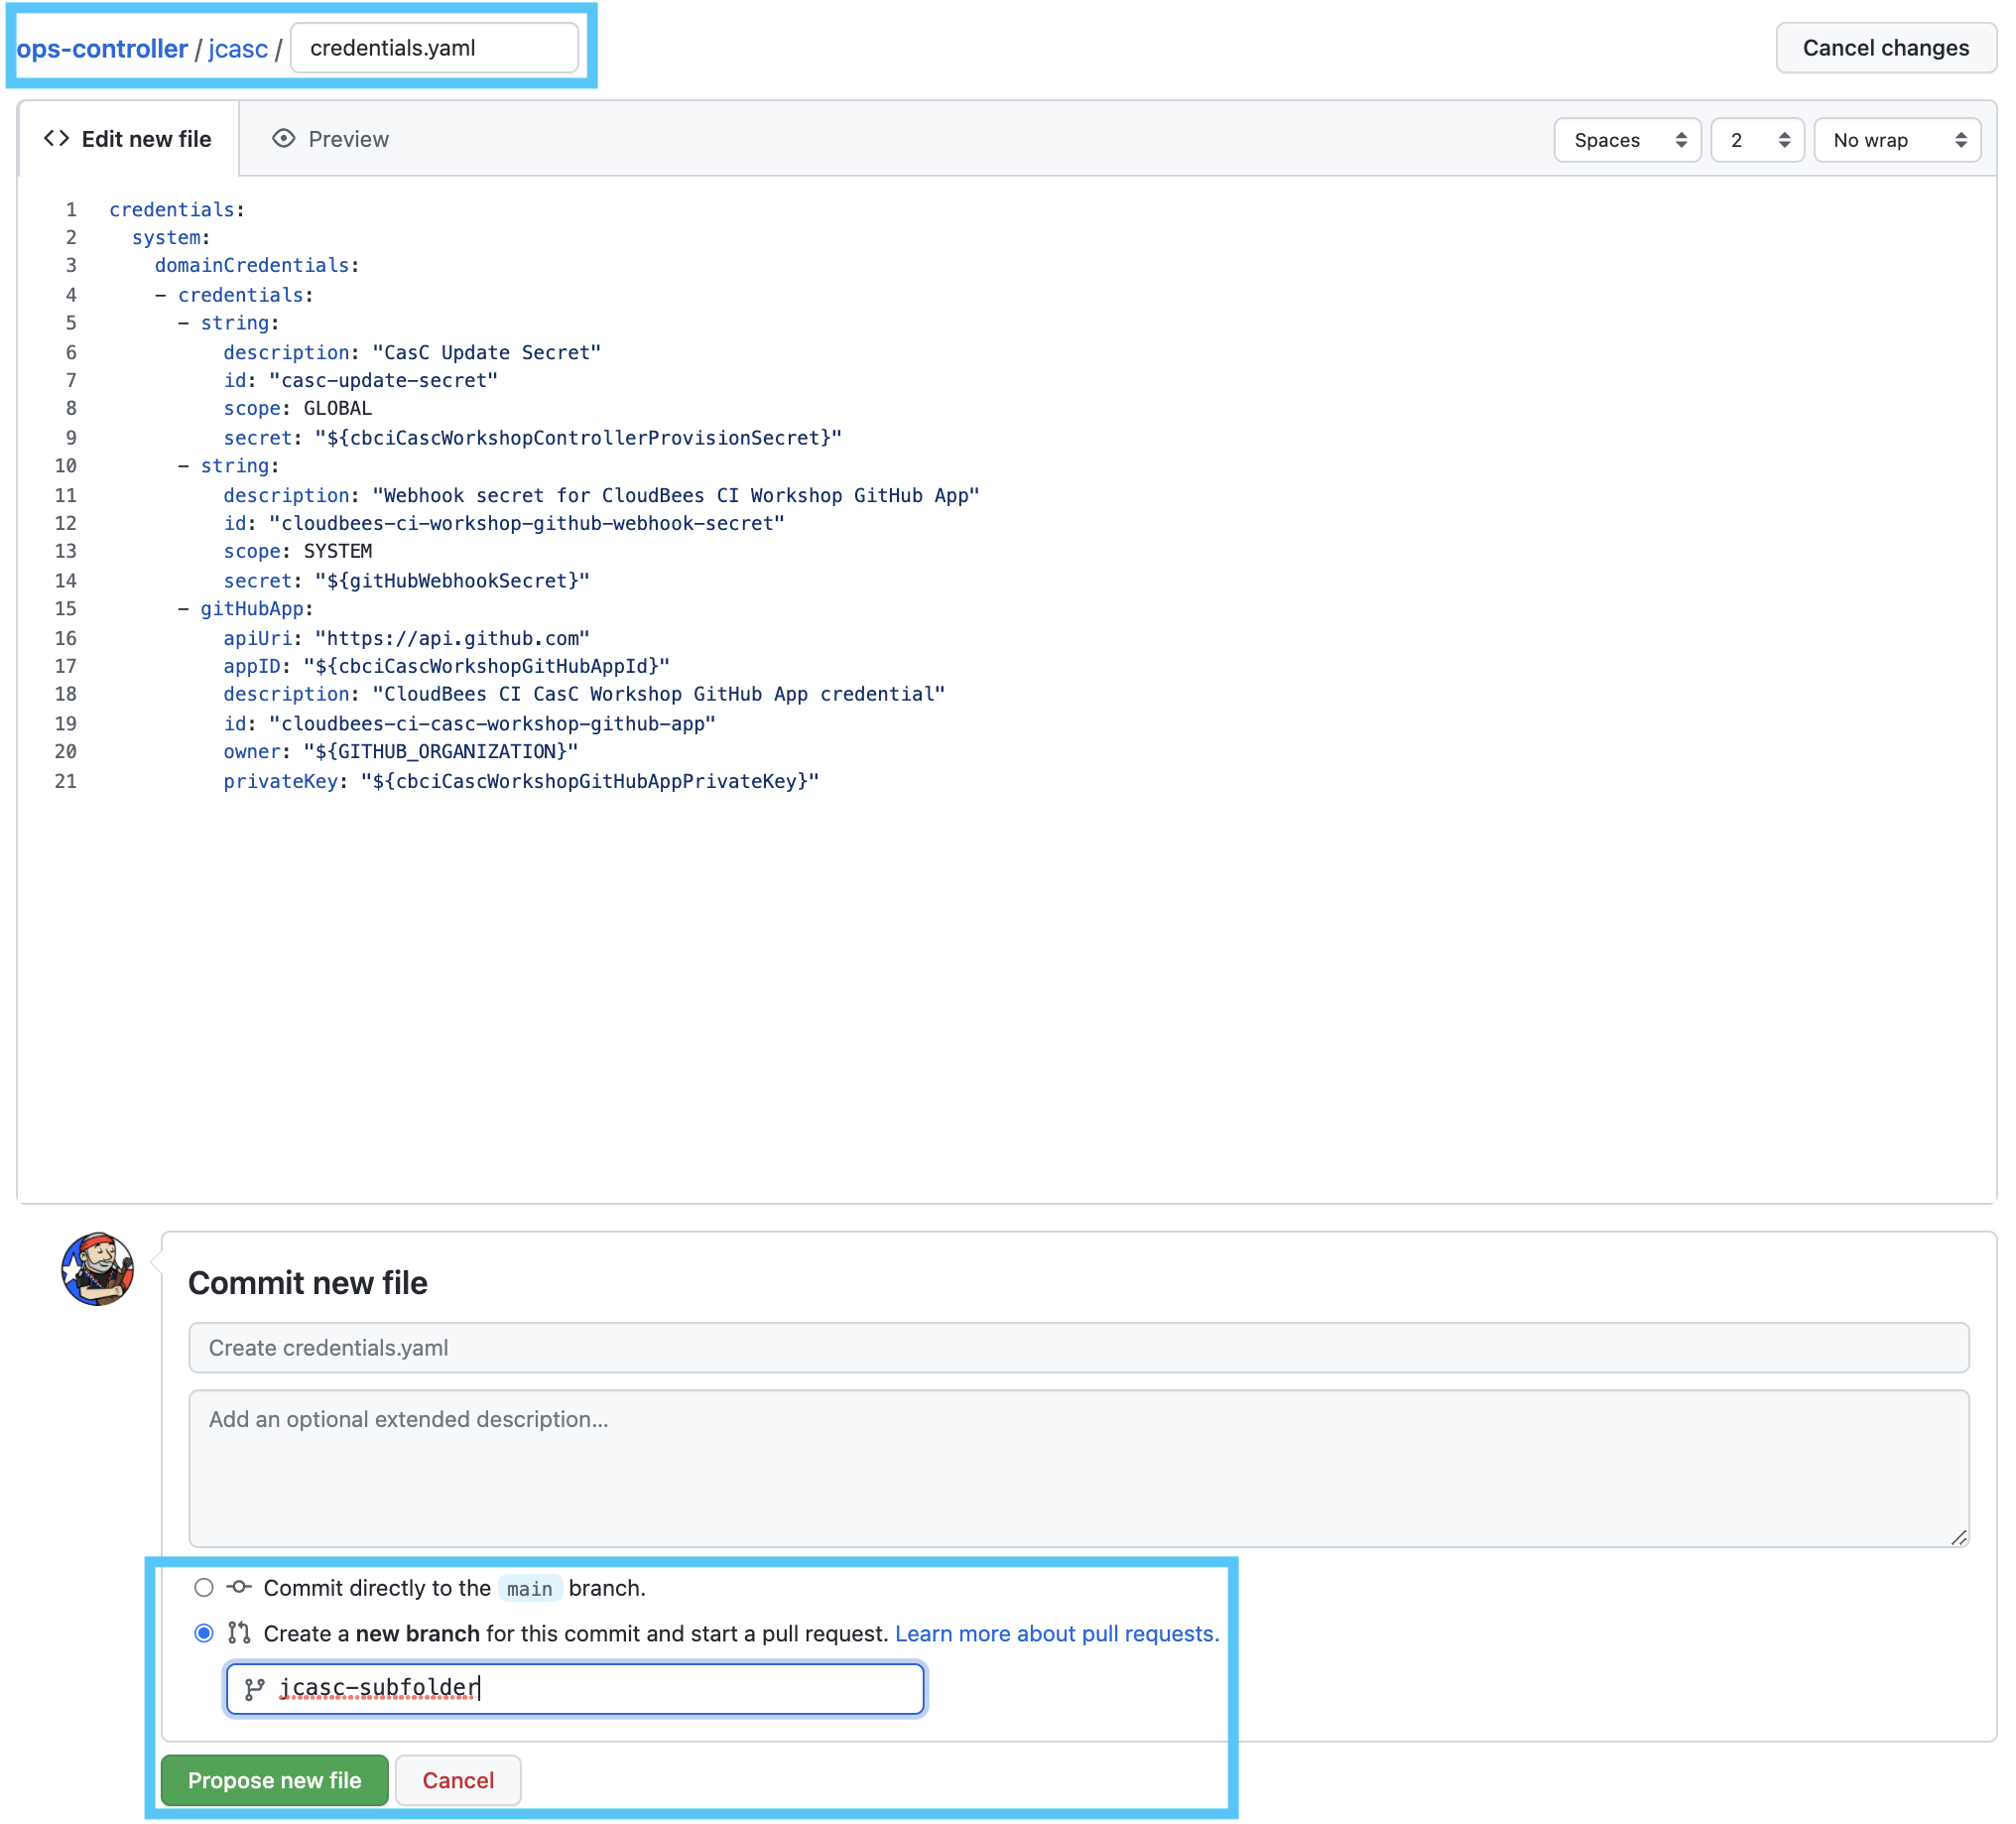 ops-controller / jcasc / credentials.yaml
Cancel changes
<> Edit new file
Preview
Spaces
2
No wrap
1 credentials:
2   system:
3     domainCredentials:
4     - credentials:
5       - string:
6           description: "CasC Update Secret"
7           id: "casc-update-secret"
8           scope: GLOBAL
9           secret: "${cbciCascWorkshopControllerProvisionSecret}"
10       - string:
11           description: "Webhook secret for CloudBees CI Workshop GitHub App"
12           id: "cloudbees-ci-workshop-github-webhook-secret"
13           scope: SYSTEM
14           secret: "${gitHubWebhookSecret}"
15       - gitHubApp:
16           apiUri: "https://api.github.com"
17           appID: "${cbciCascWorkshopGitHubAppId}"
18           description: "CloudBees CI CasC Workshop GitHub App credential"
19           id: "cloudbees-ci-casc-workshop-github-app"
20           owner: "${GITHUB_ORGANIZATION}"
21           privateKey: "${cbciCascWorkshopGitHubAppPrivateKey}"
Commit new file
Create credentials.yaml
Add an optional extended description...
Commit directly to the main branch.
Create a new branch for this commit and start a pull request. Learn more about pull requests.
jcasc-subfolder
Propose new file
Cancel